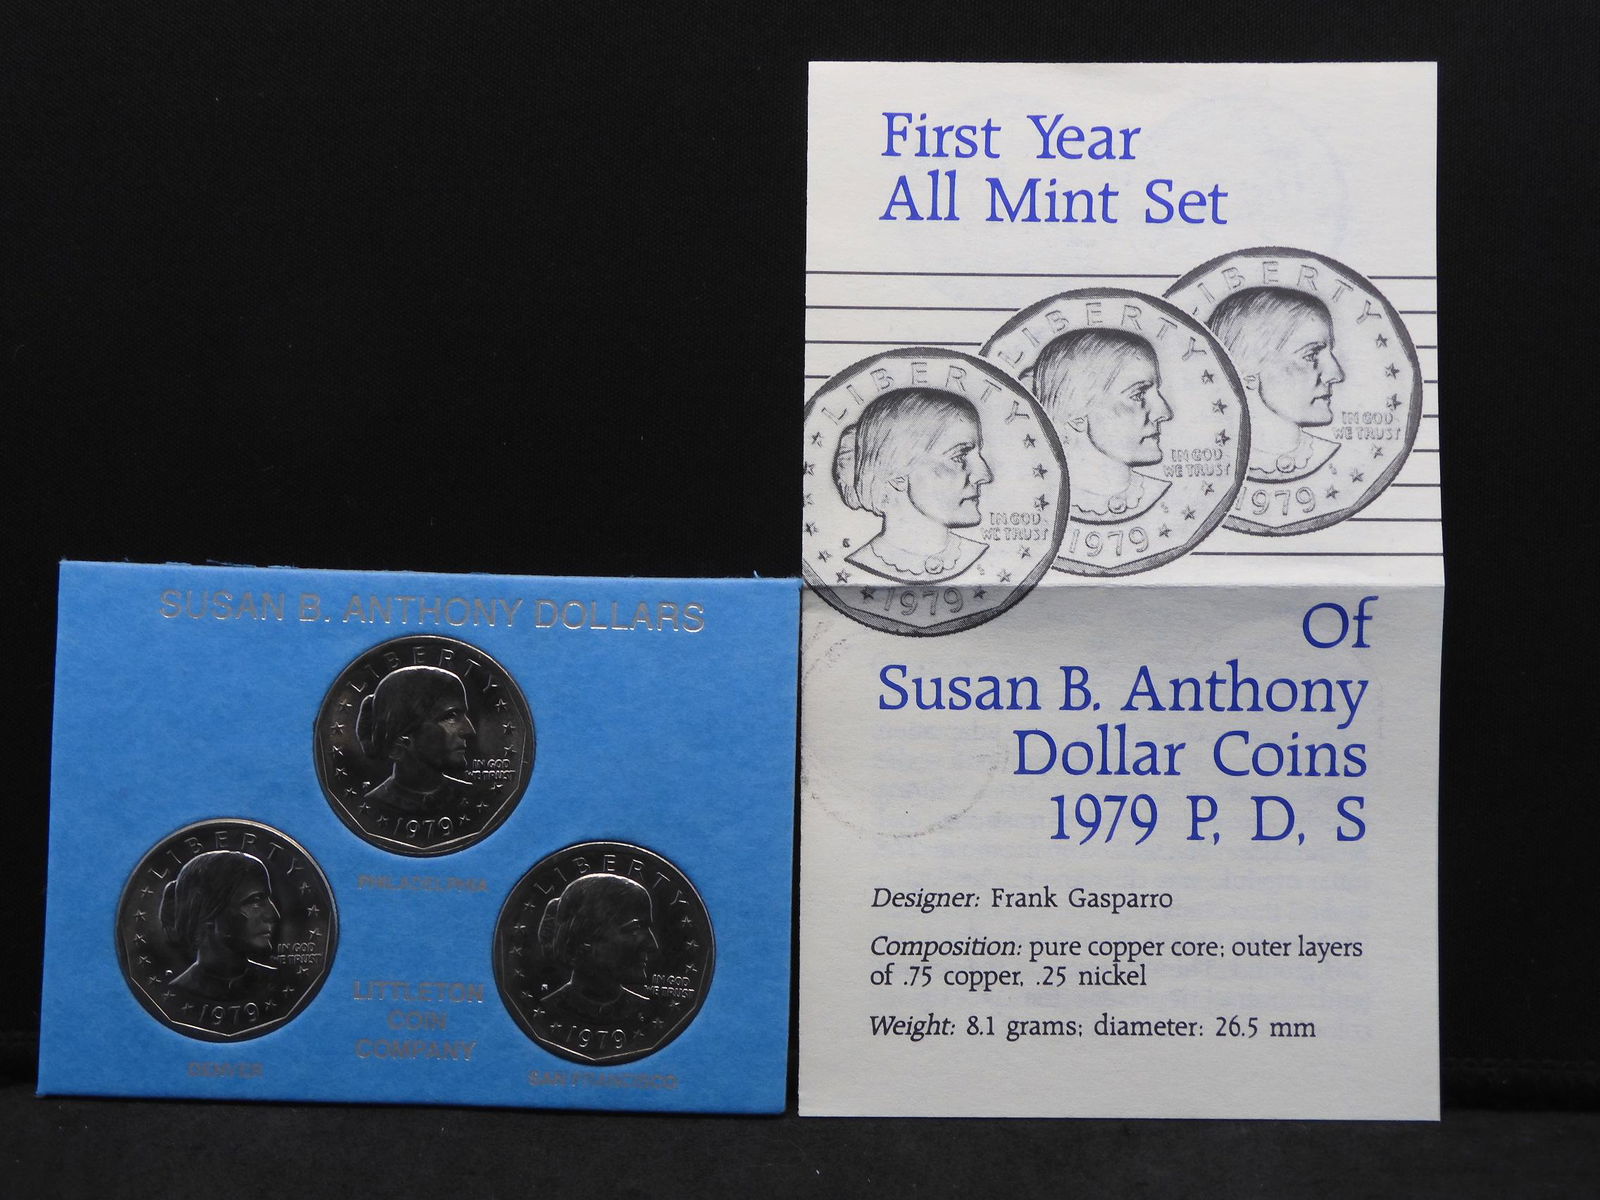 SUSAN B. ANTHONY DOLLARS
LIBERTY
IN GOD
WE TRUST
P
1979
PHILADELPHIA
LIBERTY
IN GOD
WE TRUST
D
1979
DENVER
LITTLETON
COIN
COMPANY
LIBERTY
IN GOD
WE TRUST
1979
SAN FRANCISCO
First Year
All Mint Set
LIBERTY
IN GOD
WE TRUST
1979
LIBERTY
IN GOD
WE TRUST
1979
LIBERTY
IN GOD
WE TRUST
1979
Of
Susan B. Anthony
Dollar Coins
1979 P, D, S
Designer: Frank Gasparro
Composition: pure copper core; outer layers
of .75 copper, .25 nickel
Weight: 8.1 grams; diameter: 26.5 mm